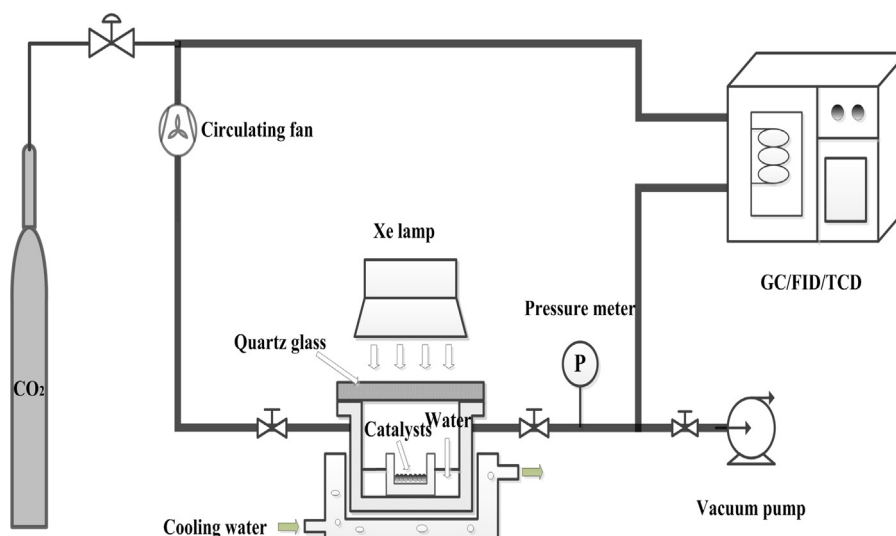 Circulating fan
Xe lamp
GC/FID/TCD
Pressure meter
Quartz glass
P
CO₂
Water
Catalysts
Vacuum pump
Cooling water